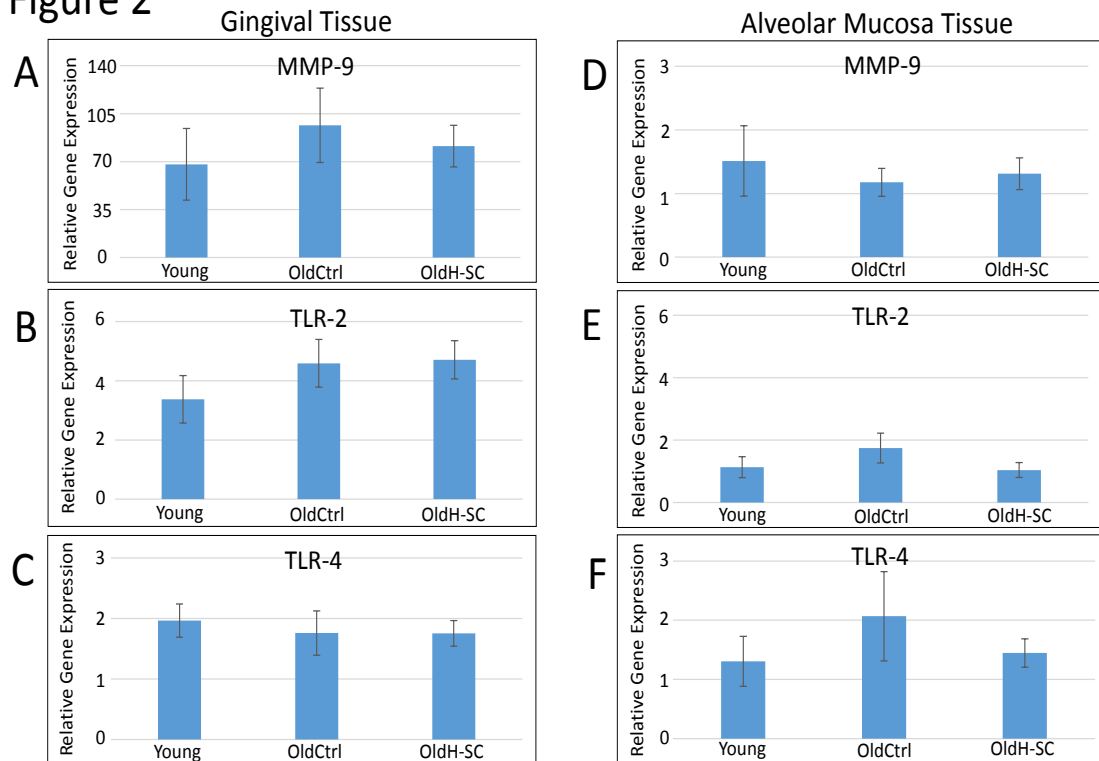 Figure 2
Gingival Tissue
A
Relative Gene Expression
MMP-9
140
105
70
35
0
Young
OldCtrl
OldH-SC
B
Relative Gene Expression
TLR-2
6
4
2
0
Young
OldCtrl
OldH-SC
C
Relative Gene Expression
TLR-4
3
2
1
0
Young
OldCtrl
OldH-SC
Alveolar Mucosa Tissue
D
Relative Gene Expression
MMP-9
3
2
1
0
Young
OldCtrl
OldH-SC
E
Relative Gene Expression
TLR-2
6
4
2
0
Young
OldCtrl
OldH-SC
F
Relative Gene Expression
TLR-4
3
2
1
0
Young
OldCtrl
OldH-SC